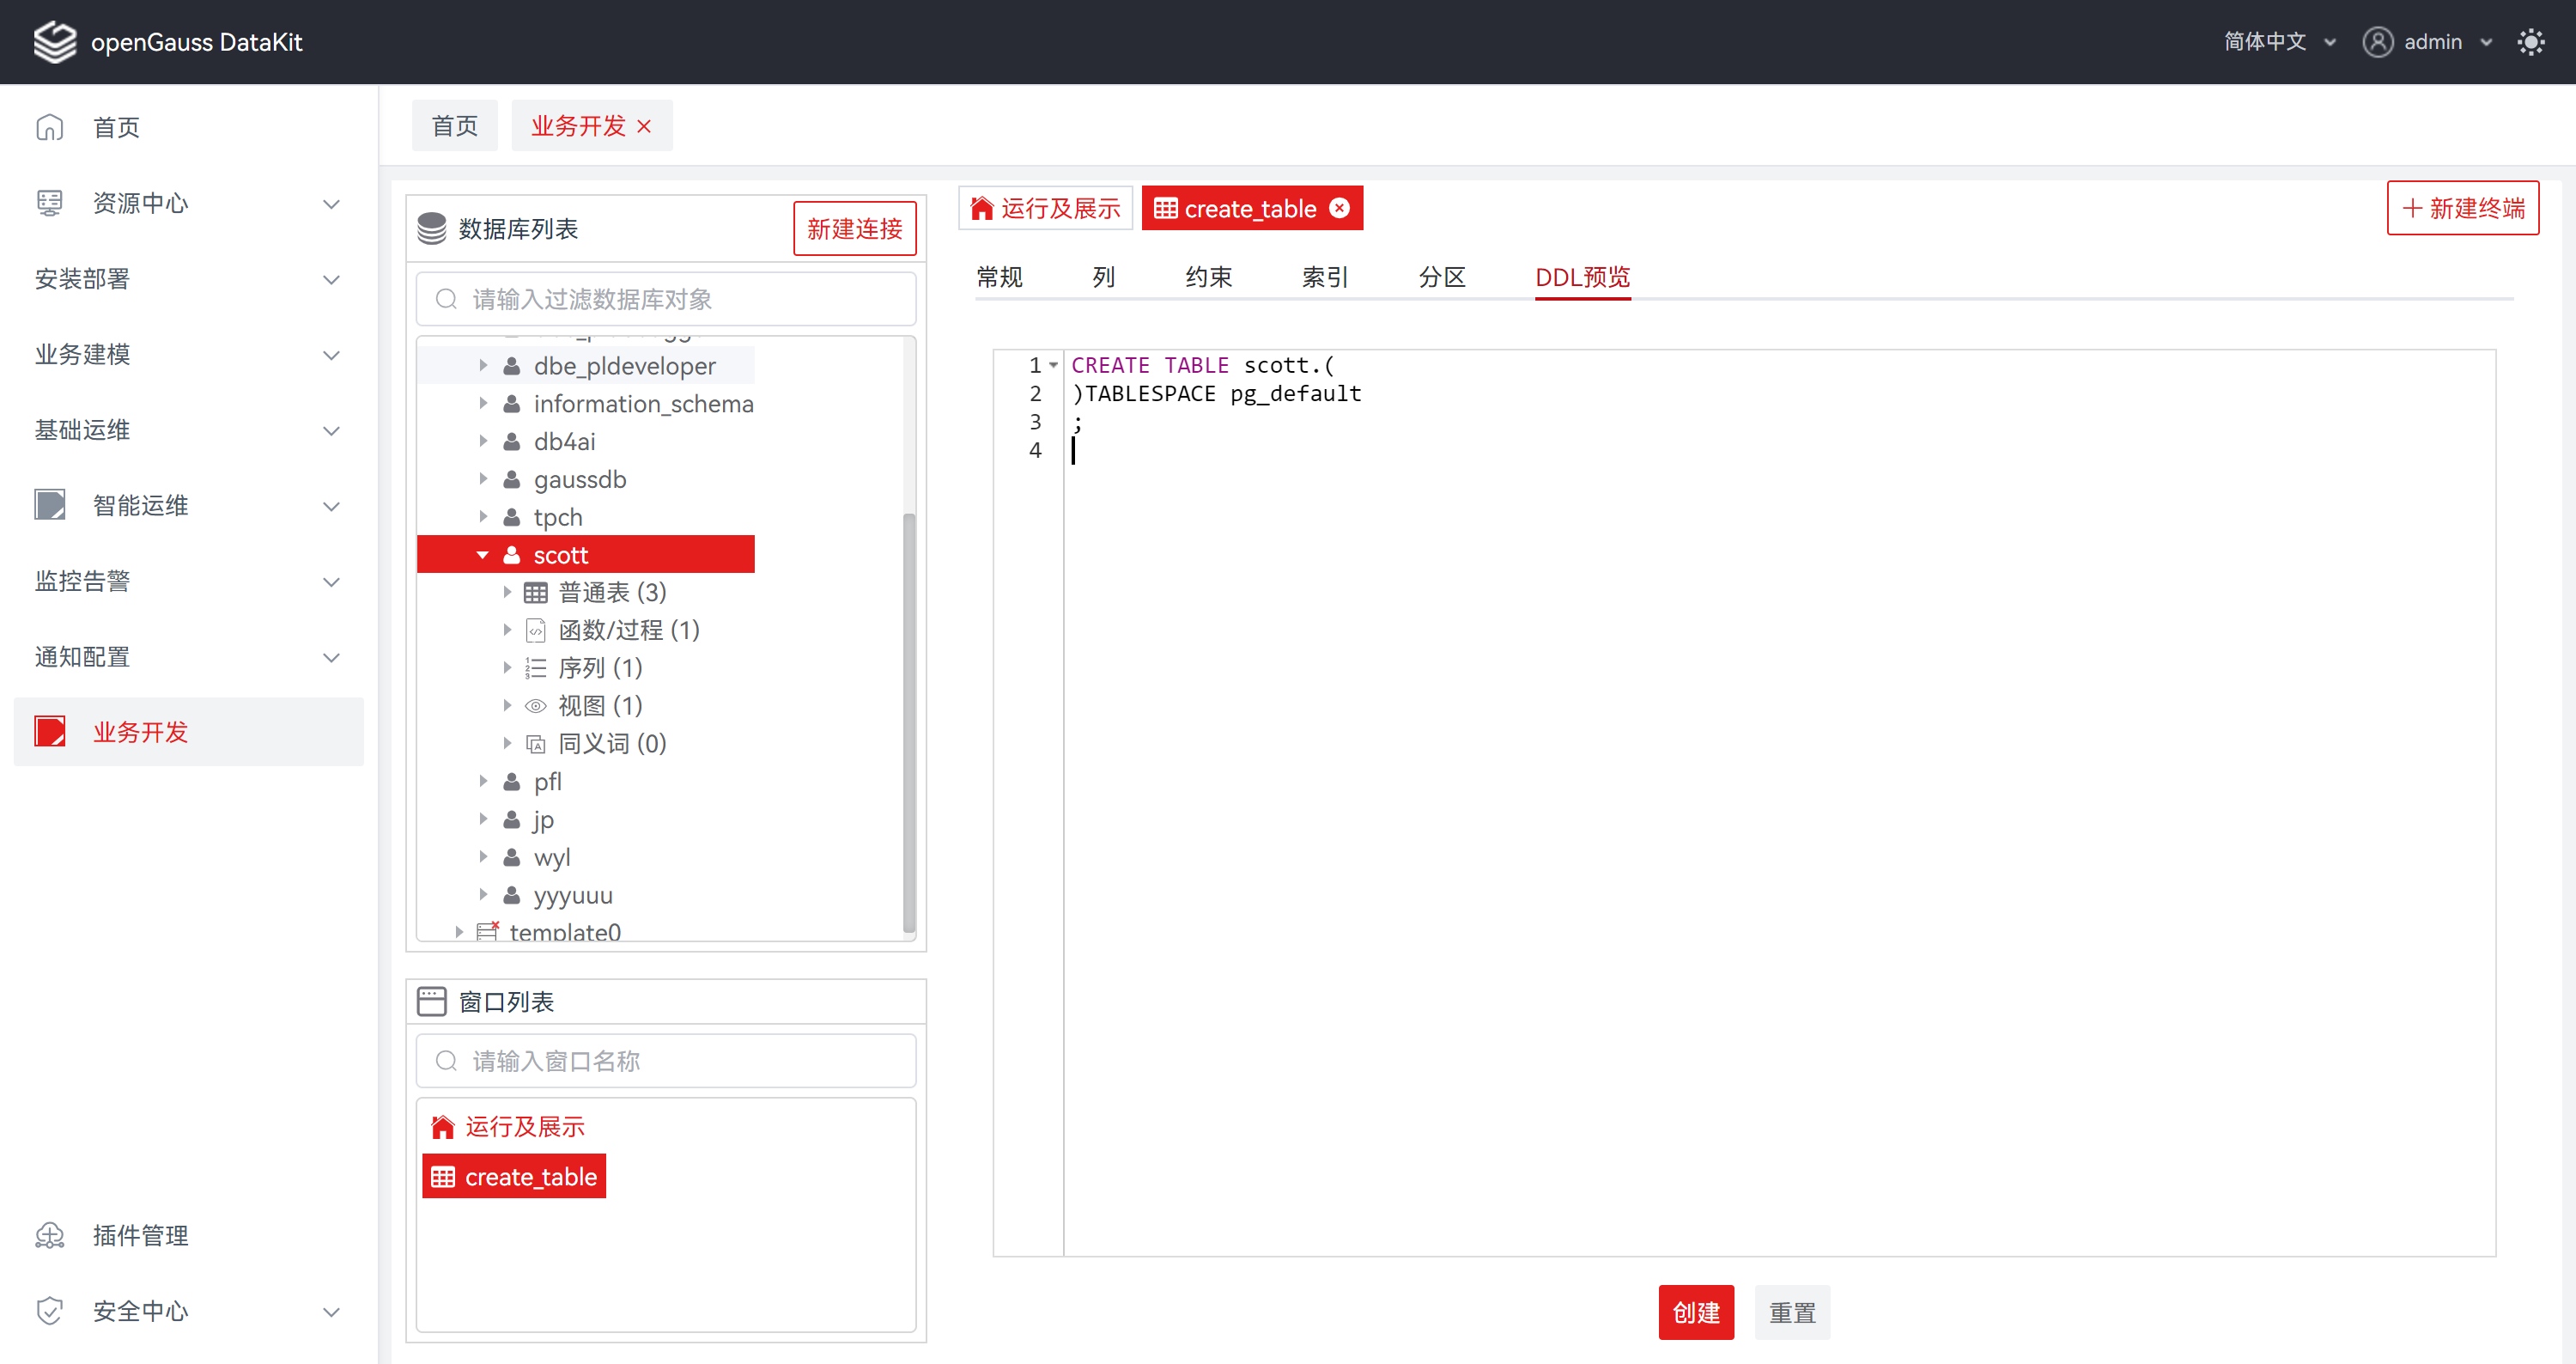 openGauss DataKit
简体中文
admin
首页
资源中心
安装部署
业务建模
基础运维
智能运维
监控告警
通知配置
业务开发
插件管理
安全中心
首页
业务开发
数据库列表
新建连接
请输入过滤数据库对象
dbe_pldeveloper
information_schema
db4ai
gaussdb
tpch
scott
普通表 (3)
函数/过程 (1)
序列 (1)
视图 (1)
同义词 (0)
pfl
jp
wyl
yyyuuu
template0
窗口列表
请输入窗口名称
运行及展示
create_table
运行及展示
create_table
新建终端
常规 列 约束 索引 分区 DDL预览
1 CREATE TABLE scott.(
2 )TABLESPACE pg_default
3 ;
4
创建
重置